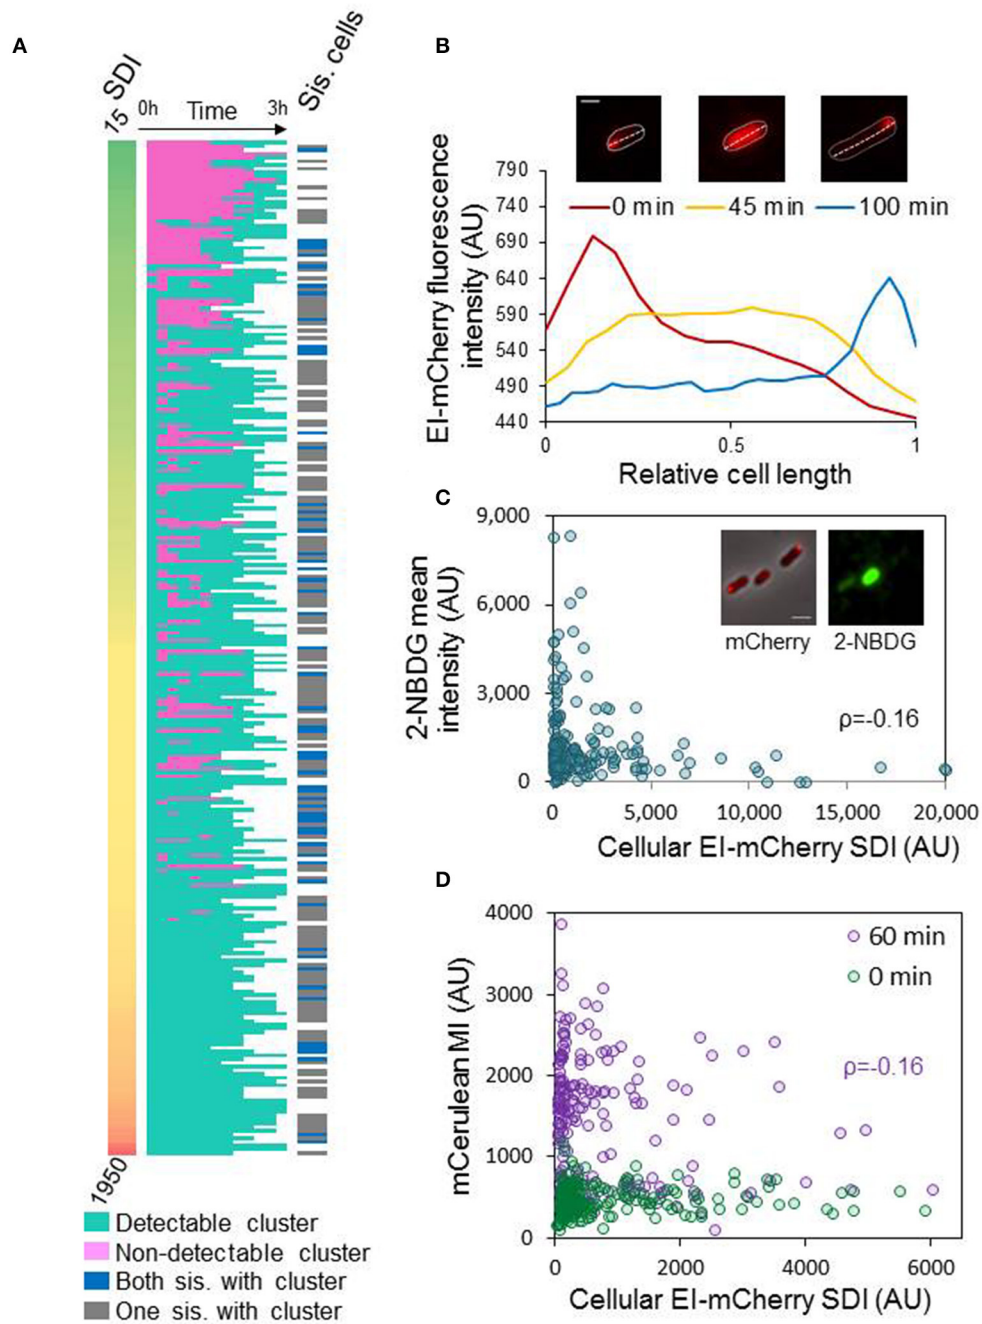 A
SDI
15
0h
Time
3h
Sis. cells
1950
Detectable cluster
Non-detectable cluster
Both sis. with cluster
One sis. with cluster
B
EI-mCherry fluorescence
intensity (AU)
790
740
690
640
590
540
490
440
0 min
45 min
100 min
0
0.5
1
Relative cell length
C
2-NBDG mean
intensity (AU)
9,000
6,000
3,000
0
mCherry
2-NBDG
ρ=-0.16
0
5,000
10,000
15,000
20,000
Cellular EI-mCherry SDI (AU)
D
mCerulean MI (AU)
4000
3000
2000
1000
0
60 min
0 min
ρ=-0.16
0
2000
4000
6000
Cellular EI-mCherry SDI (AU)